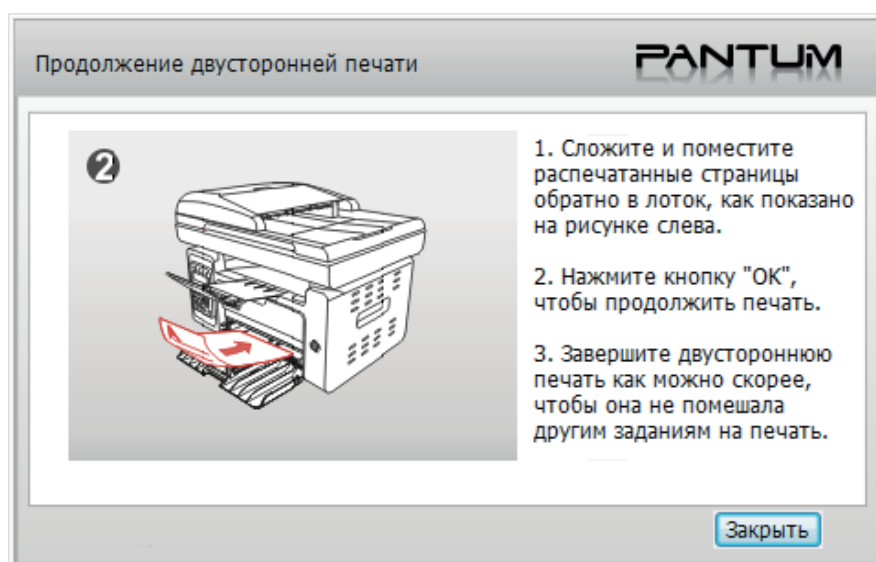 Продолжение двусторонней печати
PANTUM
2
1. Сложите и поместите
распечатанные страницы
обратно в лоток, как показано
на рисунке слева.
2. Нажмите кнопку "OK",
чтобы продолжить печать.
3. Завершите двустороннюю
печать как можно скорее,
чтобы она не помешала
другим заданиям на печать.
Закрыть